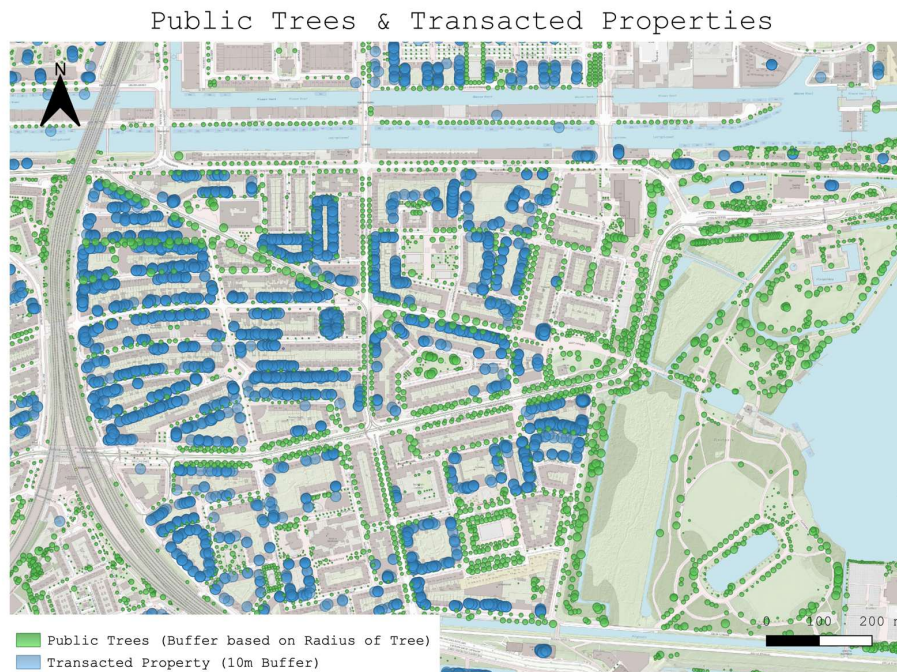 Public Trees & Transacted Properties
N
0 100 200 m
Public Trees (Buffer based on Radius of Tree)
Transacted Property (10m Buffer)